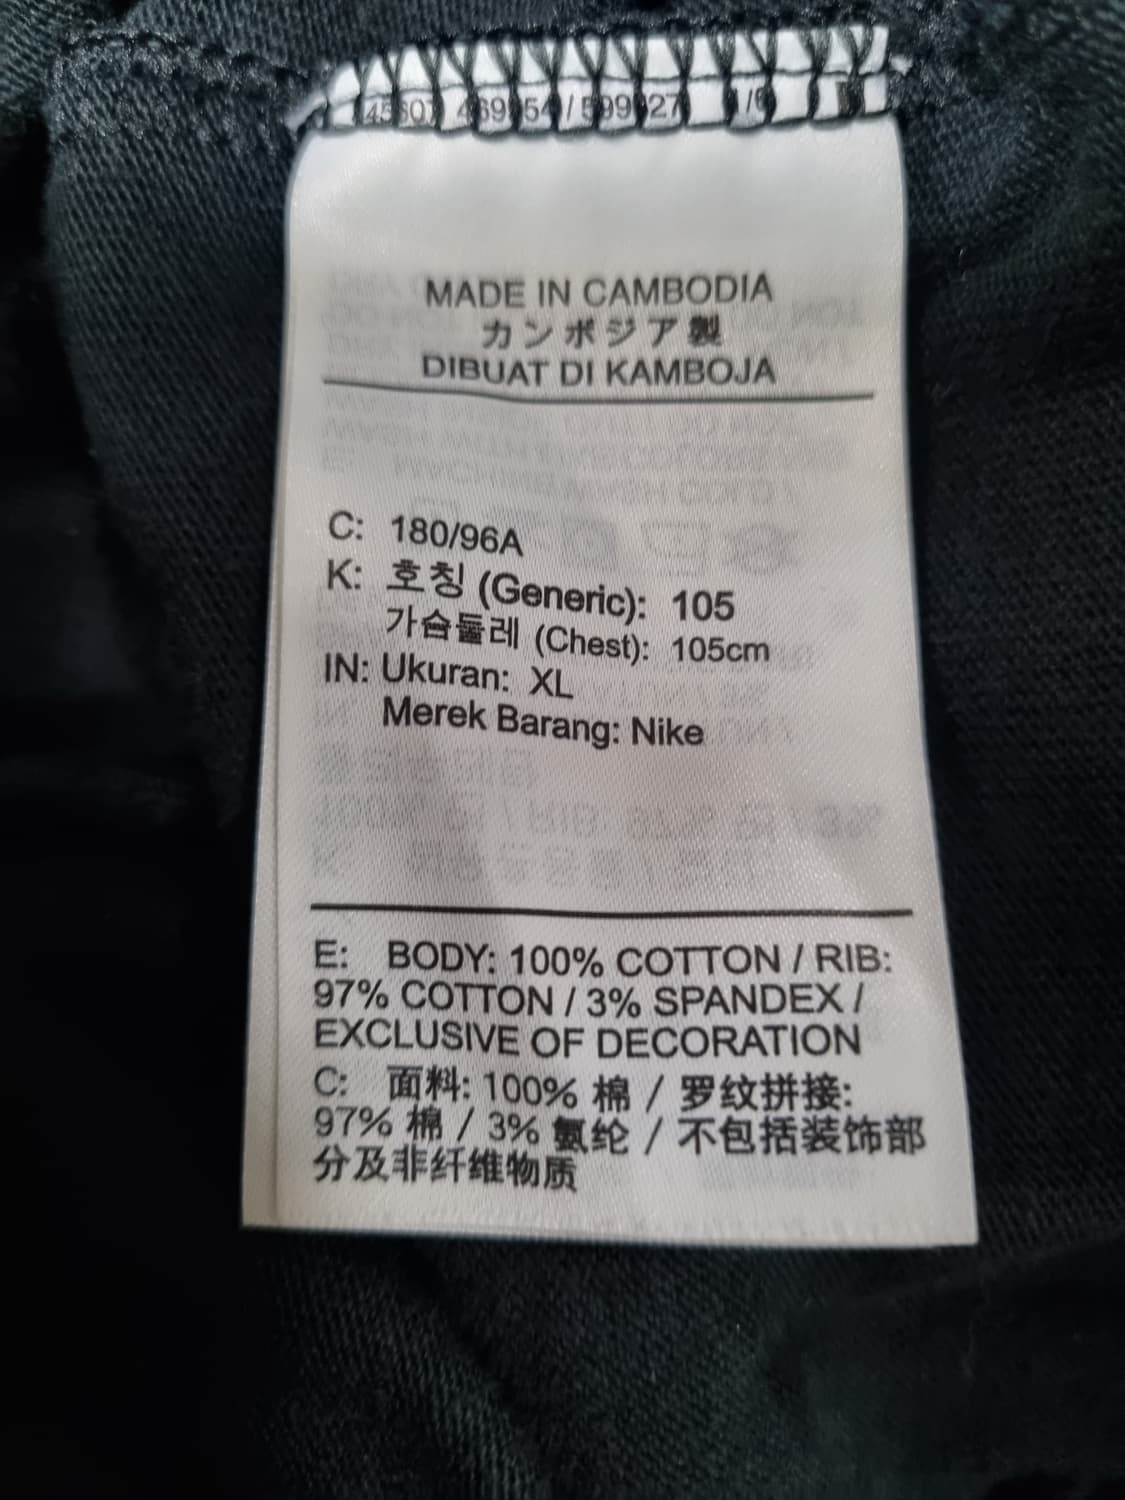 MADE IN CAMBODIA
カンボジア製
DIBUAT DI KAMBOJA
C: 180/96A
K: 호칭 (Generic): 105
가슴둘레 (Chest): 105cm
IN: Ukuran: XL
Merek Barang: Nike
E: BODY: 100% COTTON / RIB:
97% COTTON / 3% SPANDEX /
EXCLUSIVE OF DECORATION
C: 面料: 100% 棉 / 罗纹拼接:
97% 棉 / 3% 氨纶 / 不包括装饰部
分及非纤维物质